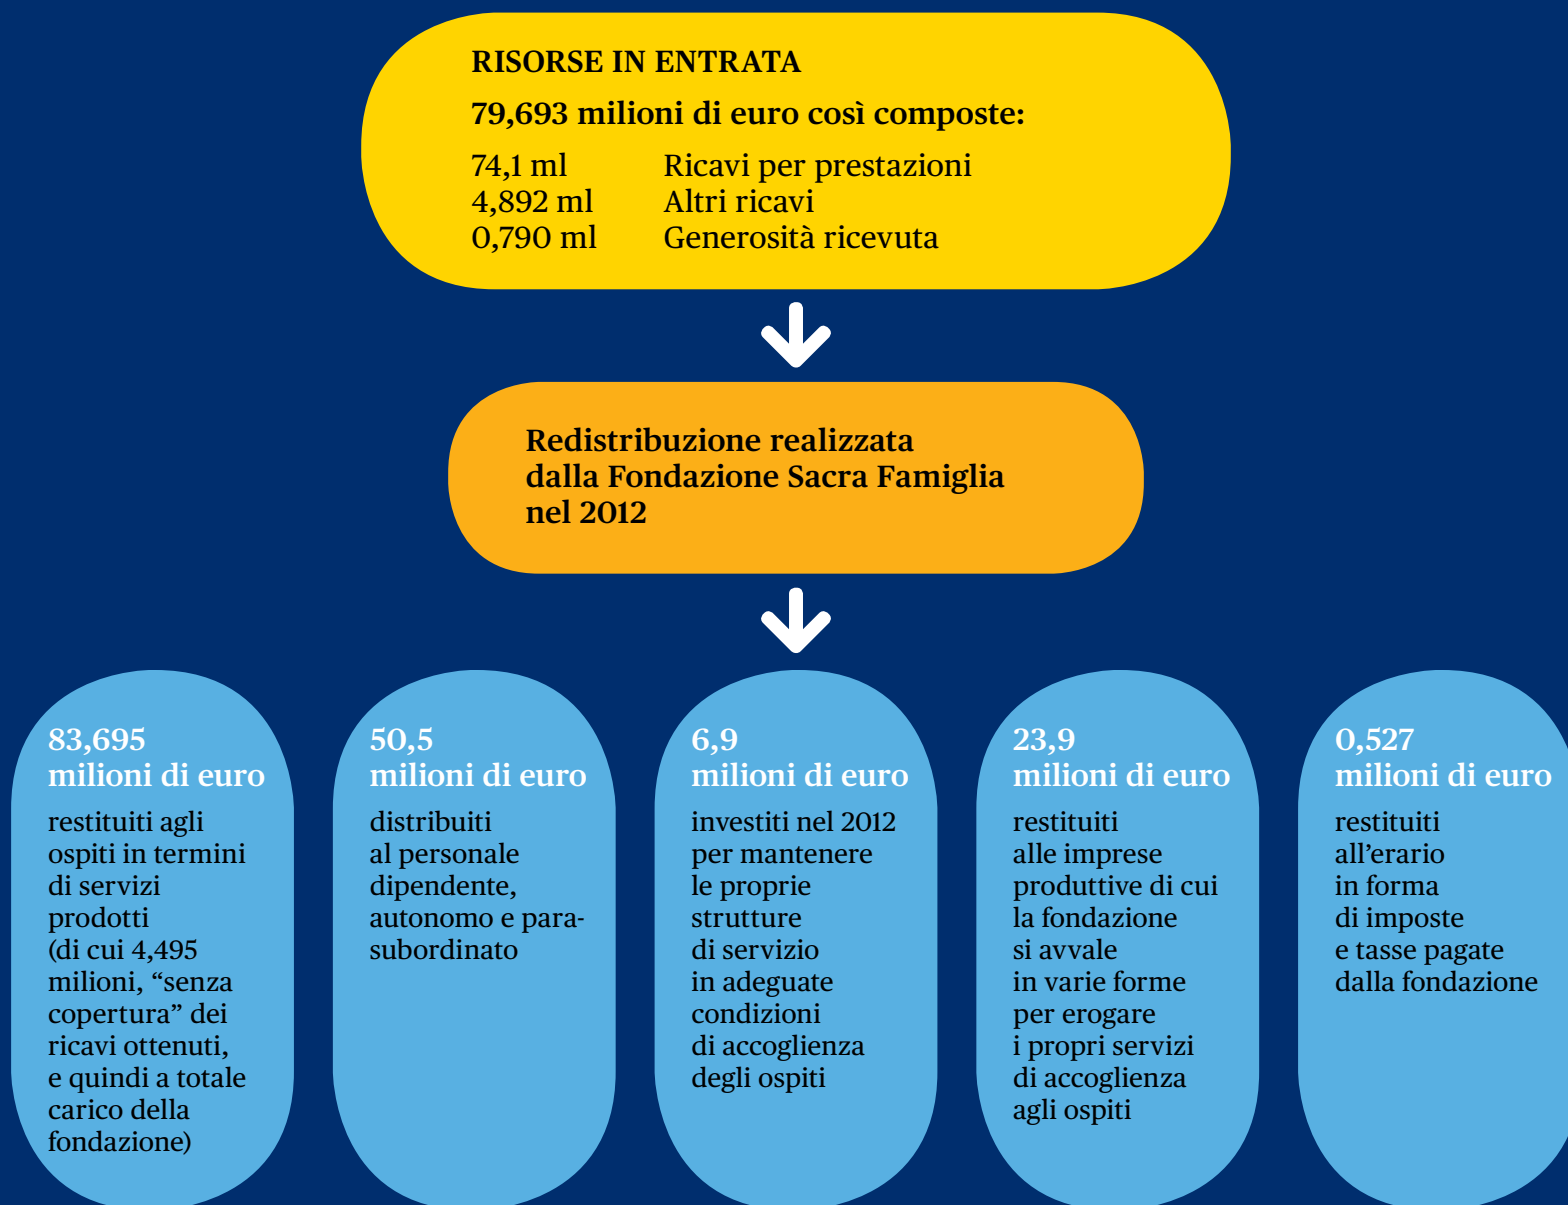 RISORSE IN ENTRATA
79,693 milioni di euro così composte:
74,1 ml Ricavi per prestazioni
4,892 ml Altri ricavi
0,790 ml Generosità ricevuta
Redistribuzione realizzata
dalla Fondazione Sacra Famiglia
nel 2012
83,695
milioni di euro
restituiti agli
ospiti in termini
di servizi
prodotti
(di cui 4,495
milioni, “senza
copertura” dei
ricavi ottenuti,
e quindi a totale
carico della
fondazione)
50,5
milioni di euro
distribuiti
al personale
dipendente,
autonomo e para-
subordinato
6,9
milioni di euro
investiti nel 2012
per mantenere
le proprie
strutture
di servizio
in adeguate
condizioni
di accoglienza
degli ospiti
23,9
milioni di euro
restituiti
alle imprese
produttive di cui
la fondazione
si avvale
in varie forme
per erogare
i propri servizi
di accoglienza
agli ospiti
0,527
milioni di euro
restituiti
all’erario
in forma
di imposte
e tasse pagate
dalla fondazione